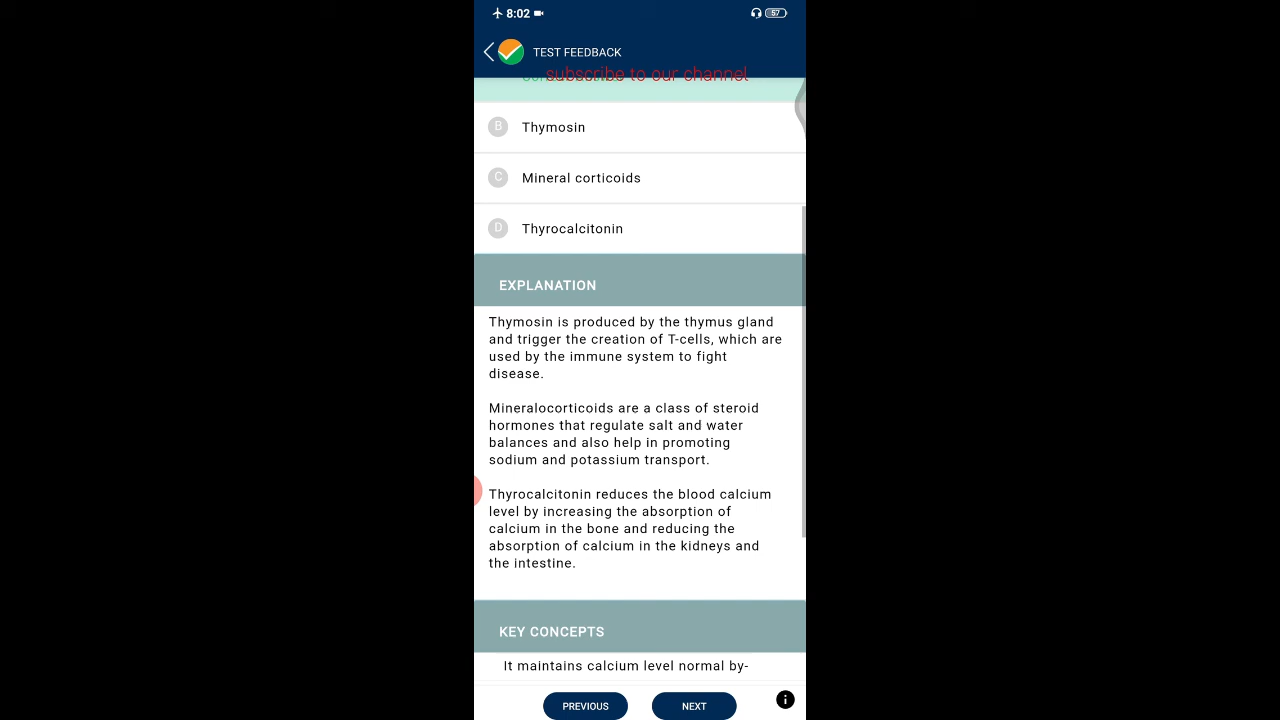 8:02
57
TEST FEEDBACK
subscribe to our channel
B Thymosin
C Mineral corticoids
D Thyrocalcitonin
EXPLANATION
Thymosin is produced by the thymus gland
and trigger the creation of T-cells, which are
used by the immune system to fight
disease.
Mineralocorticoids are a class of steroid
hormones that regulate salt and water
balances and also help in promoting
sodium and potassium transport.
Thyrocalcitonin reduces the blood calcium
level by increasing the absorption of
calcium in the bone and reducing the
absorption of calcium in the kidneys and
the intestine.
KEY CONCEPTS
It maintains calcium level normal by-
PREVIOUS
NEXT
i